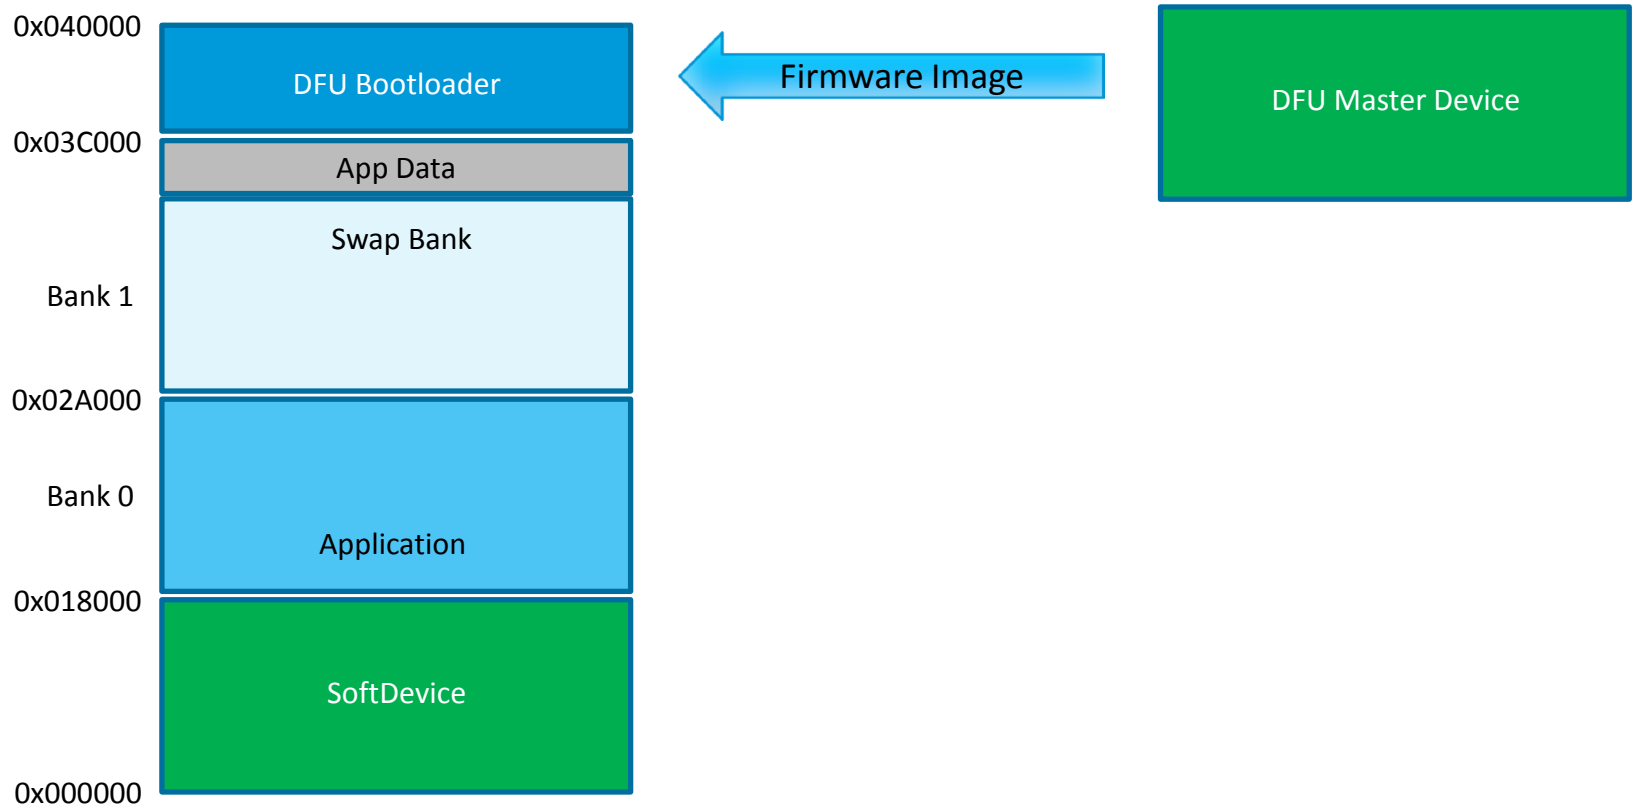 0x040000
DFU Bootloader
Firmware Image
DFU Master Device
0x03C000
App Data
Swap Bank
Bank 1
0x02A000
Bank 0
Application
0x018000
SoftDevice
0x000000